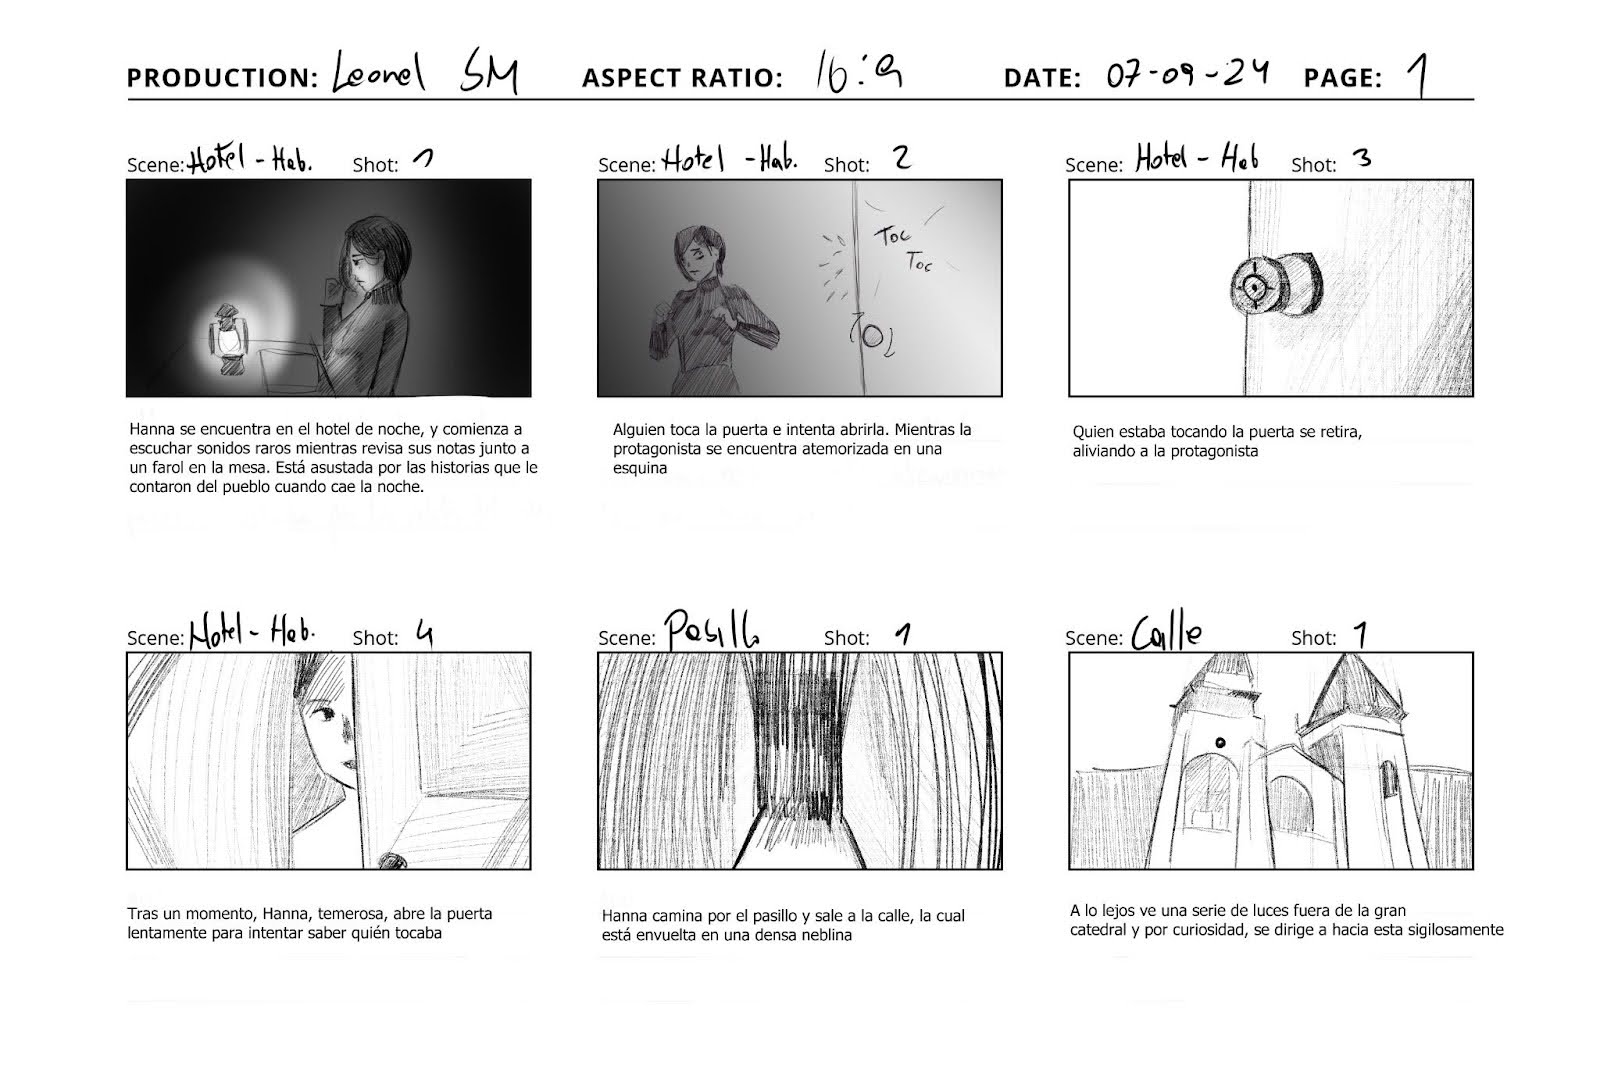 PRODUCTION: Leonel SM ASPECT RATIO: 16:9 DATE: 07-09-24 PAGE: 1
Scene: Hotel - Hab. Shot: 1
Scene: Hotel - Hab. Shot: 2
Scene: Hotel - Hab Shot: 3
Toc
Toc
Hanna se encuentra en el hotel de noche, y comienza a
escuchar sonidos raros mientras revisa sus notas junto a
un farol en la mesa. Está asustada por las historias que le
contaron del pueblo cuando cae la noche.
Alguien toca la puerta e intenta abrirla. Mientras la
protagonista se encuentra atemorizada en una
esquina
Quien estaba tocando la puerta se retira,
aliviando a la protagonista
Scene: Hotel - Hab. Shot: 4
Scene: Pasillo Shot: 1
Scene: Calle Shot: 1
Tras un momento, Hanna, temerosa, abre la puerta
lentamente para intentar saber quién tocaba
Hanna camina por el pasillo y sale a la calle, la cual
está envuelta en una densa neblina
A lo lejos ve una serie de luces fuera de la gran
catedral y por curiosidad, se dirige a hacia esta sigilosamente